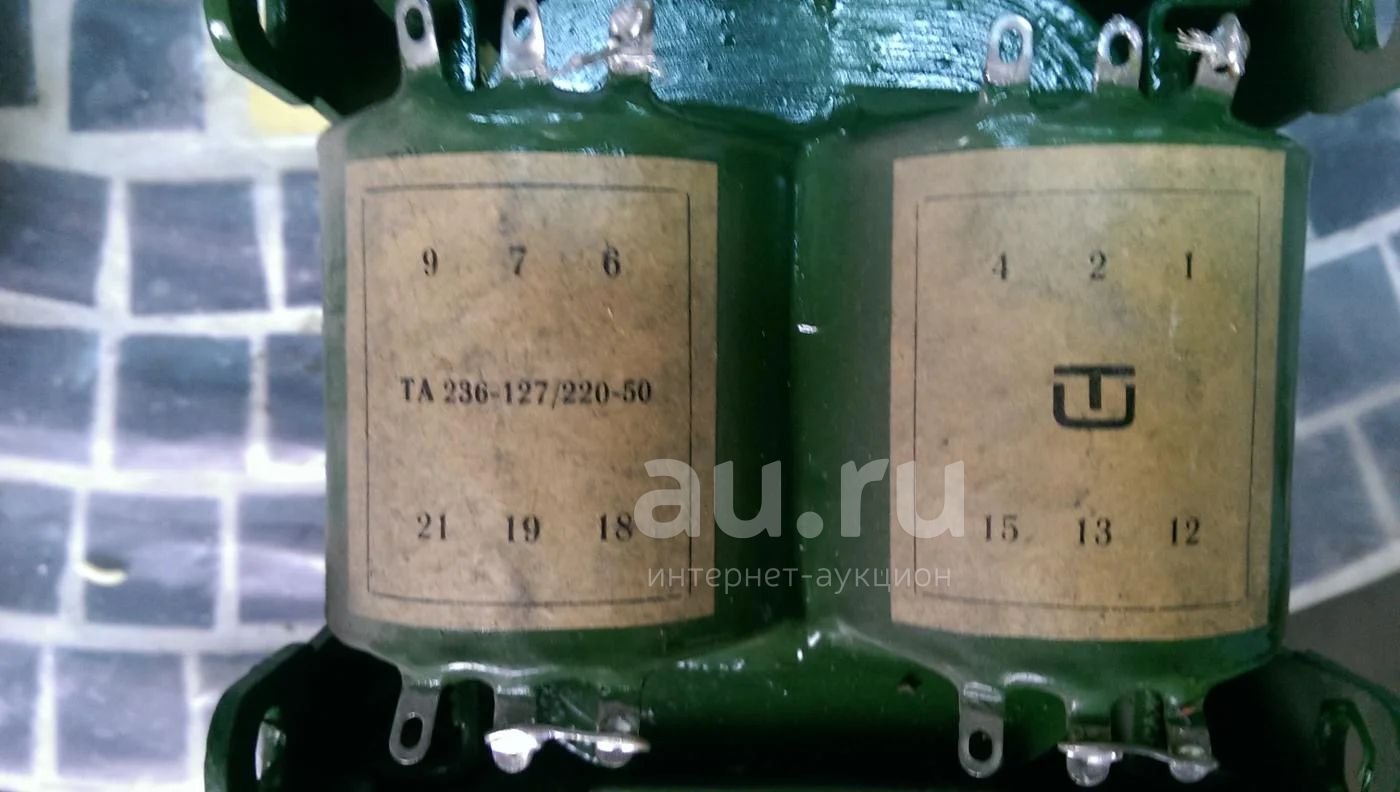 9 7 6
ТА 236-127/220-50
21 19 18
4 2 1
15 13 12
au.ru
интернет-аукцион